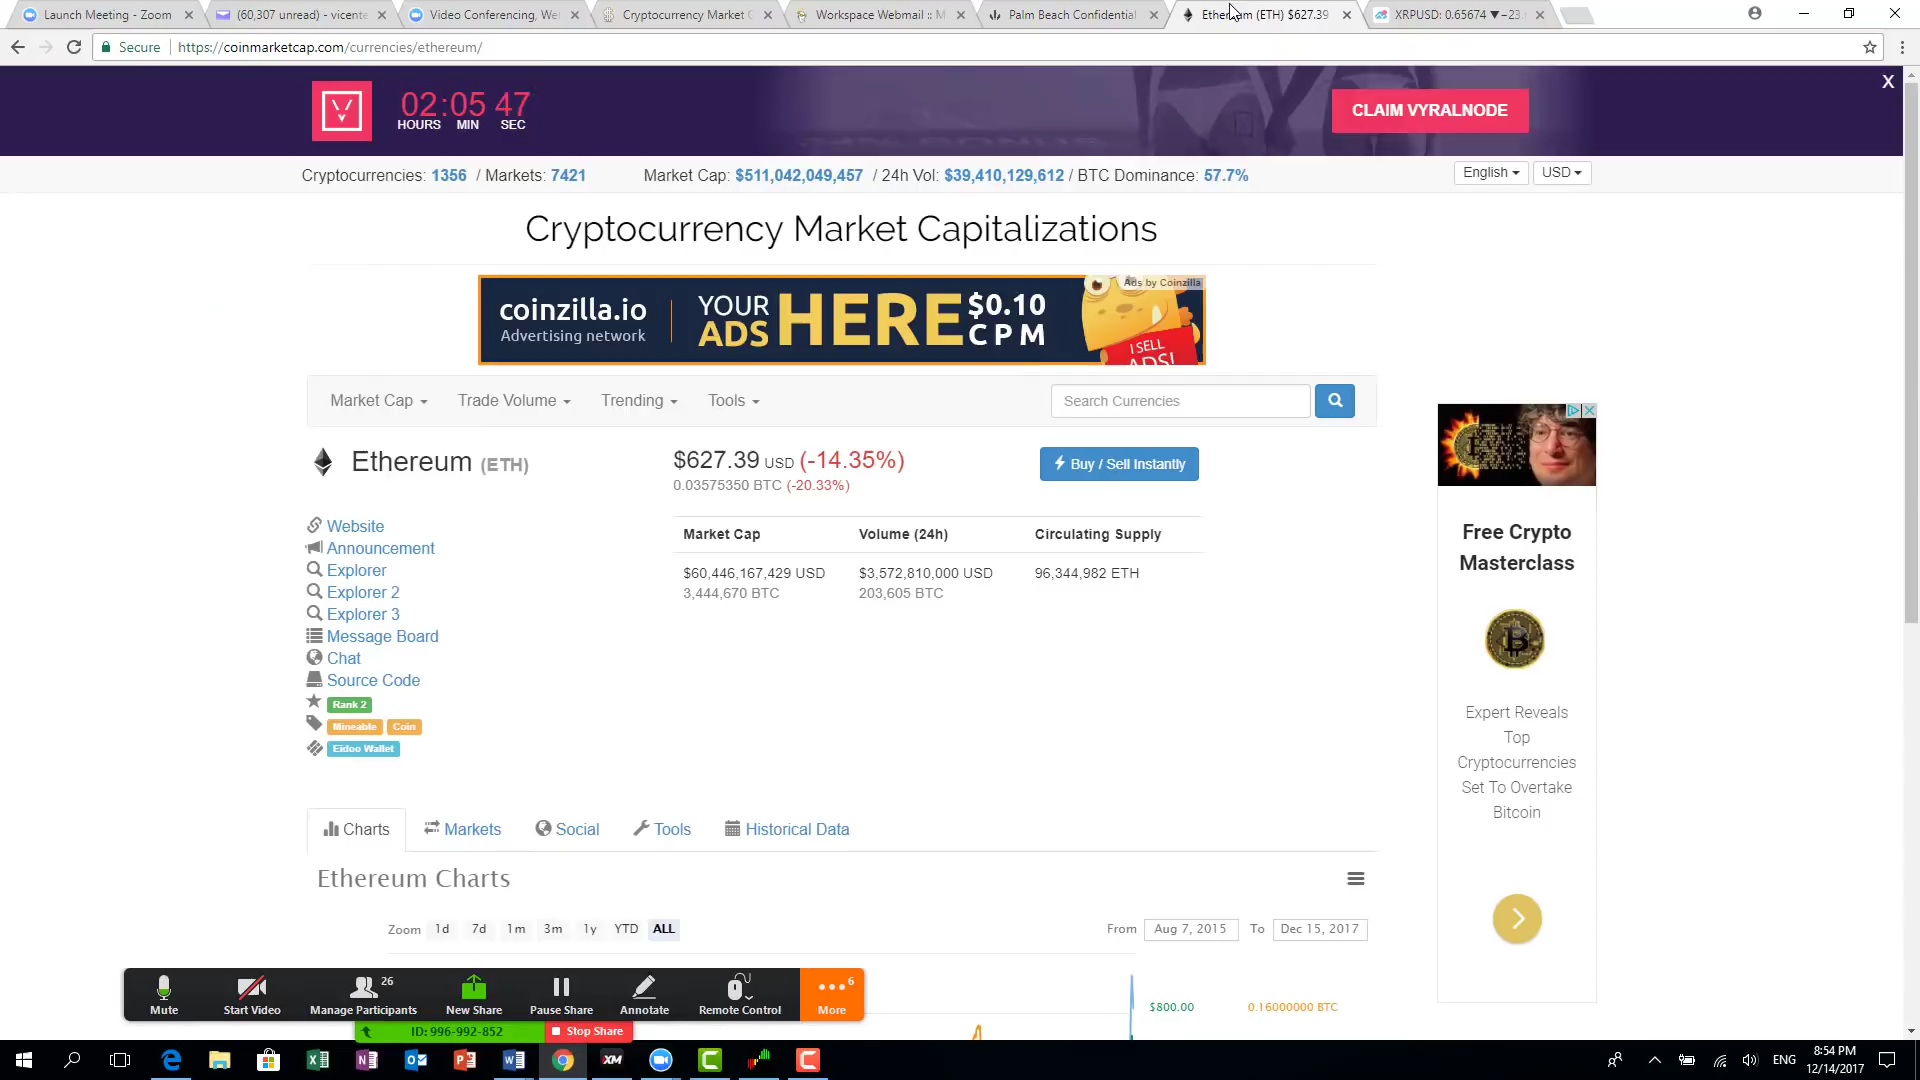 Launch Meeting - Zoom
(60,307 unread) - vicente
Video Conferencing, We
Cryptocurrency Market C
Workspace Webmail :: M
Palm Beach Confidential
Ethereum (ETH) $627.39
XRPUSD: 0.65674 ▼−23
Secure
https://coinmarketcap.com/currencies/ethereum/
02:05 47
HOURS MIN SEC
CLAIM VYRALNODE
X
Cryptocurrencies: 1356 / Markets: 7421 Market Cap: $511,042,049,457 / 24h Vol: $39,410,129,612 / BTC Dominance: 57.7%
English
USD
Cryptocurrency Market Capitalizations
Ads by Coinzilla
coinzilla.io
Advertising network
YOUR ADS HERE $0.10 CPM
I SELL ADS!
Market Cap
Trade Volume
Trending
Tools
Search Currencies
Ethereum (ETH)
$627.39 USD (-14.35%)
0.03575350 BTC (-20.33%)
Buy / Sell Instantly
Website
Announcement
Explorer
Explorer 2
Explorer 3
Message Board
Chat
Source Code
Rank 2
Mineable Coin
Eidoo Wallet
Market Cap Volume (24h) Circulating Supply
$60,446,167,429 USD $3,572,810,000 USD 96,344,982 ETH
3,444,670 BTC 203,605 BTC
Free Crypto
Masterclass
Expert Reveals
Top
Cryptocurrencies
Set To Overtake
Bitcoin
Charts
Markets
Social
Tools
Historical Data
Ethereum Charts
Zoom 1d 7d 1m 3m 1y YTD ALL
From Aug 7, 2015 To Dec 15, 2017
$800.00
0.16000000 BTC
Mute
Start Video
26
Manage Participants
New Share
Pause Share
Annotate
Remote Control
6
More
ID: 996-992-852
Stop Share
XM
ENG
8:54 PM
12/14/2017